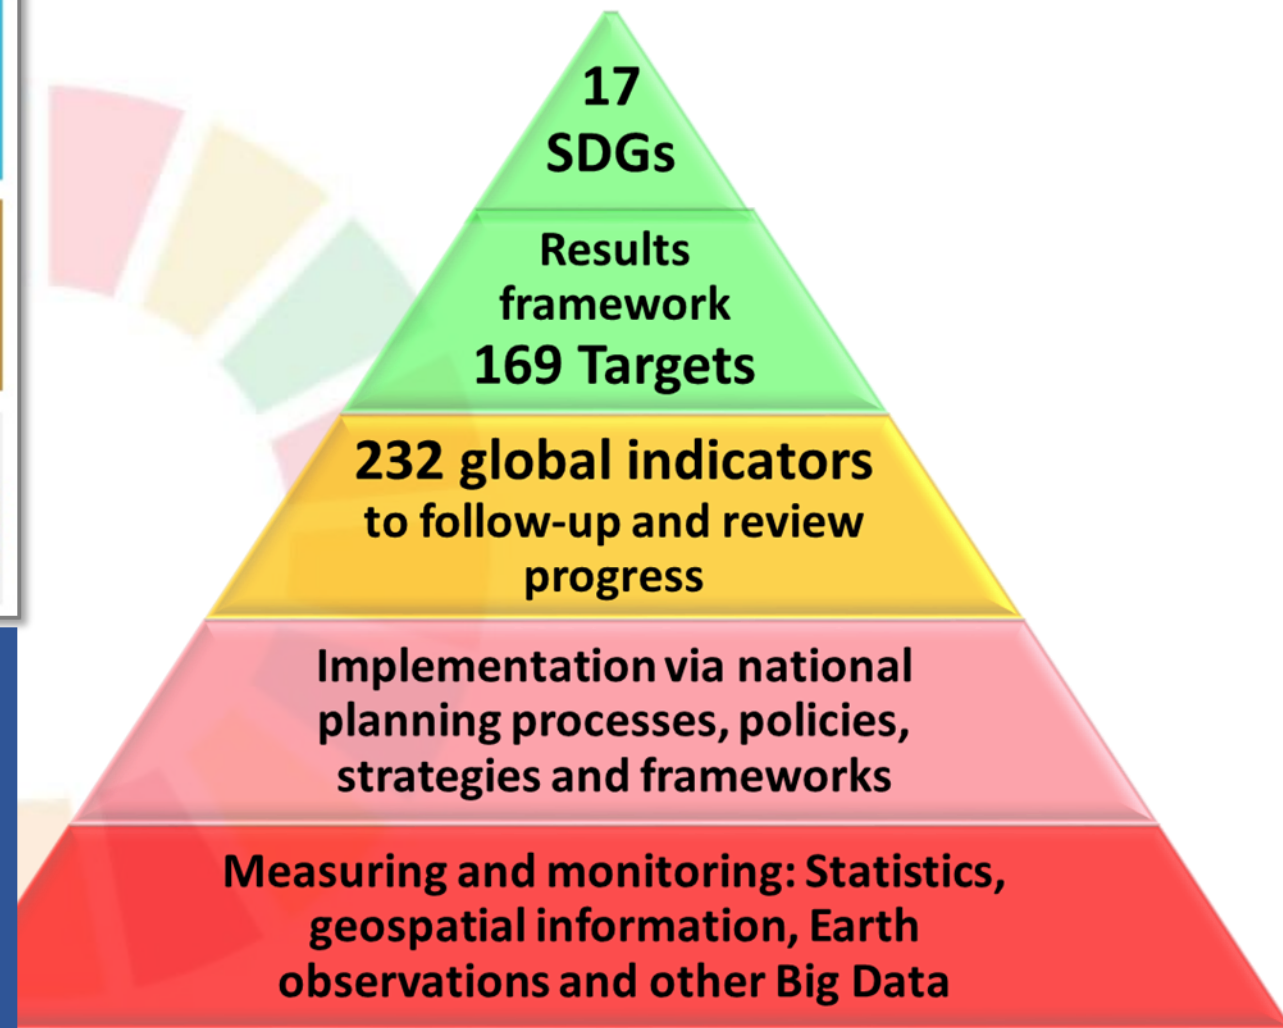 17
SDGs
Results
framework
169 Targets
232 global indicators
to follow-up and review
progress
Implementation via national
planning processes, policies,
strategies and frameworks
Measuring and monitoring: Statistics,
geospatial information, Earth
observations and other Big Data